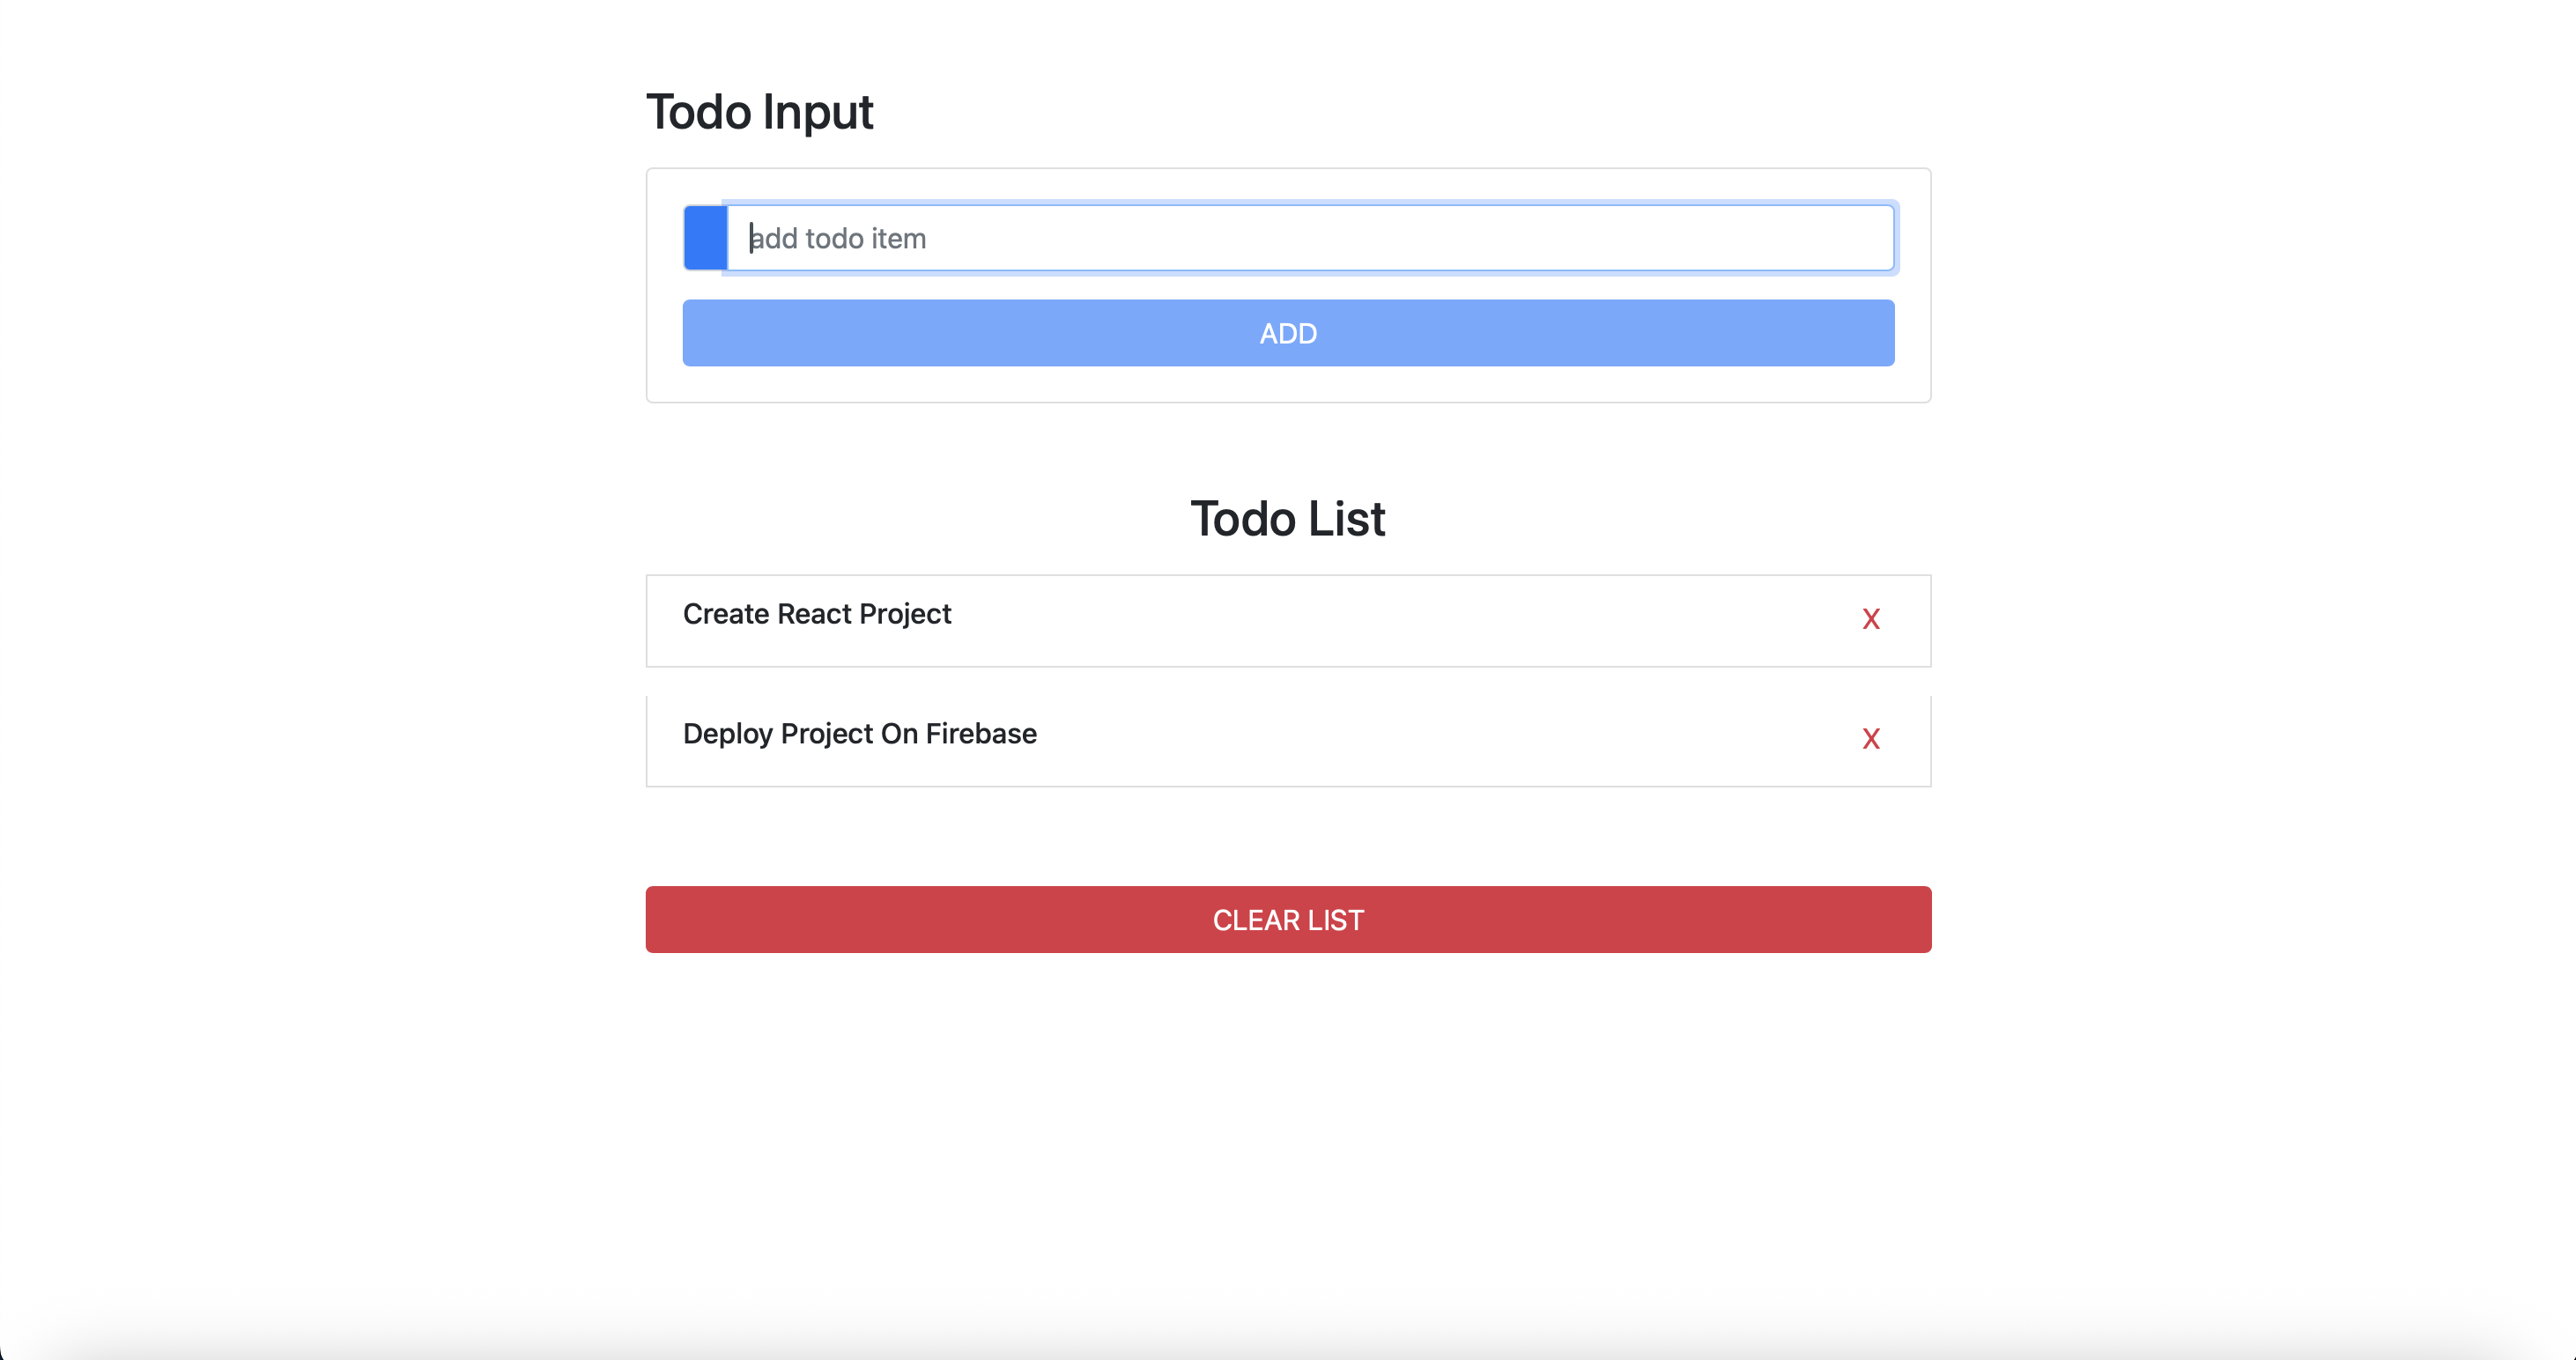 Todo Input
add todo item
ADD
Todo List
Create React Project
X
Deploy Project On Firebase
X
CLEAR LIST